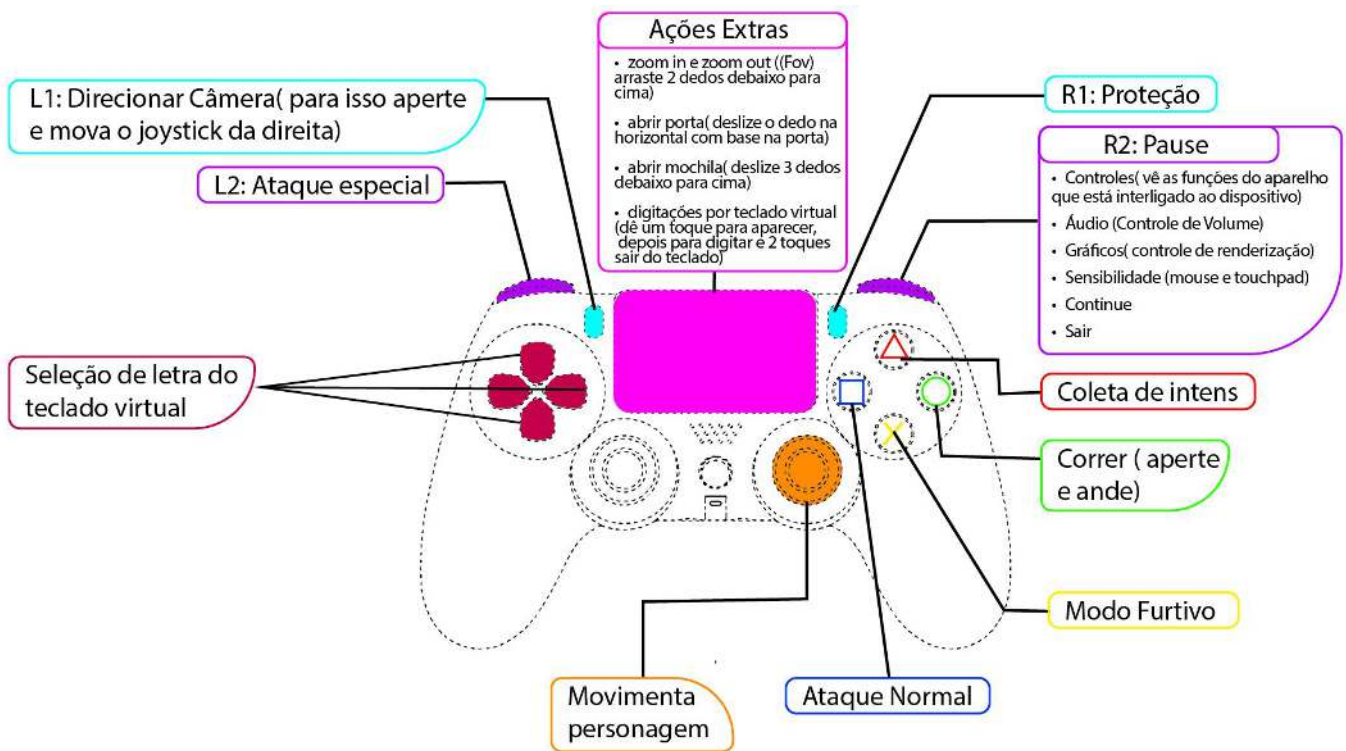 Ações Extras
• zoom in e zoom out ((Fov)
arraste 2 dedos debaixo para
cima)
• abrir porta( deslize o dedo na
horizontal com base na porta)
• abrir mochila( deslize 3 dedos
debaixo para cima)
• digitações por teclado virtual
(dê um toque para aparecer,
depois para digitar e 2 toques
sair do teclado)
L1: Direcionar Câmera( para isso aperte
e mova o joystick da direita)
L2: Ataque especial
R1: Proteção
R2: Pause
• Controles( vê as funções do aparelho
que está interligado ao dispositivo)
• Áudio (Controle de Volume)
• Gráficos( controle de renderização)
• Sensibilidade (mouse e touchpad)
• Continue
• Sair
Seleção de letra do
teclado virtual
Coleta de intens
Correr ( aperte
e ande)
Modo Furtivo
Ataque Normal
Movimenta
personagem